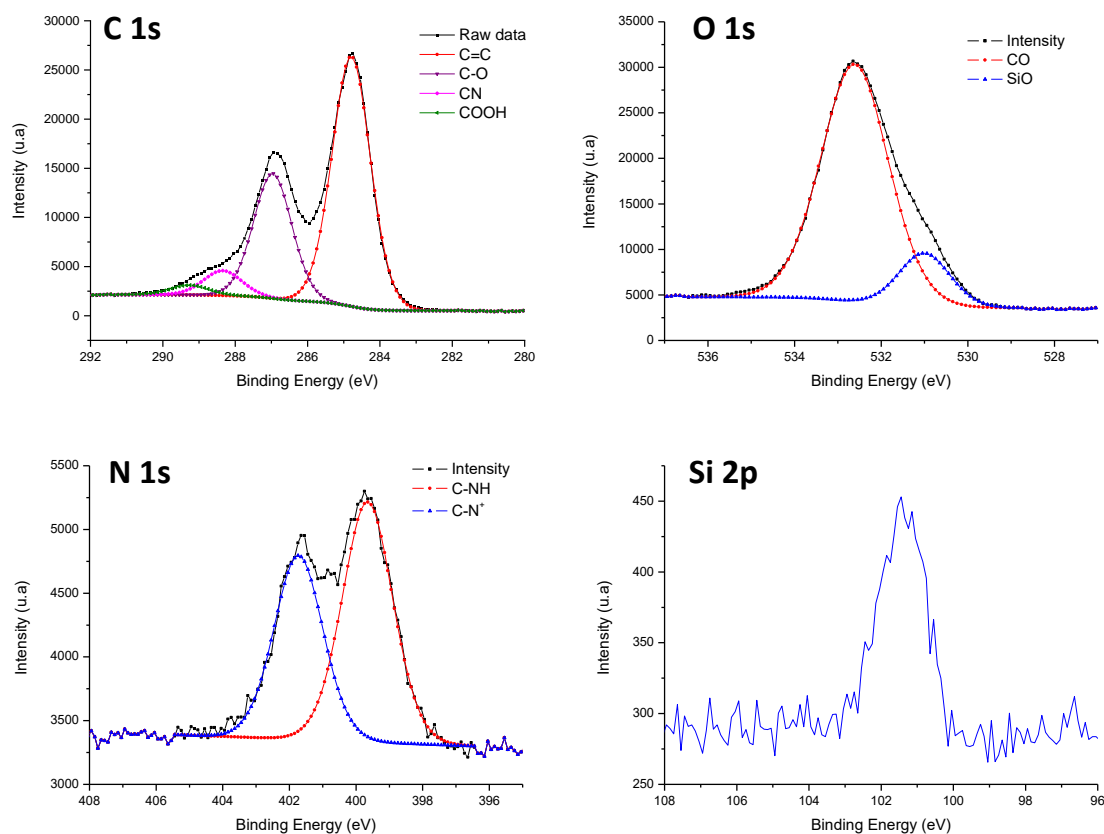 C 1s
Raw data
C=C
C-O
CN
COOH
30000
25000
20000
15000
10000
5000
0
Intensity (u.a)
292 290 288 286 284 282 280
Binding Energy (eV)
O 1s
Intensity
CO
SiO
35000
30000
25000
20000
15000
10000
5000
0
Intensity (u.a)
536 534 532 530 528
Binding Energy (eV)
N 1s
Intensity
C-NH
C-N⁺
5500
5000
4500
4000
3500
3000
Intensity (u.a)
408 406 404 402 400 398 396
Binding Energy (eV)
Si 2p
450
400
350
300
250
Intensity (u.a)
108 106 104 102 100 98 96
Binding Energy (eV)